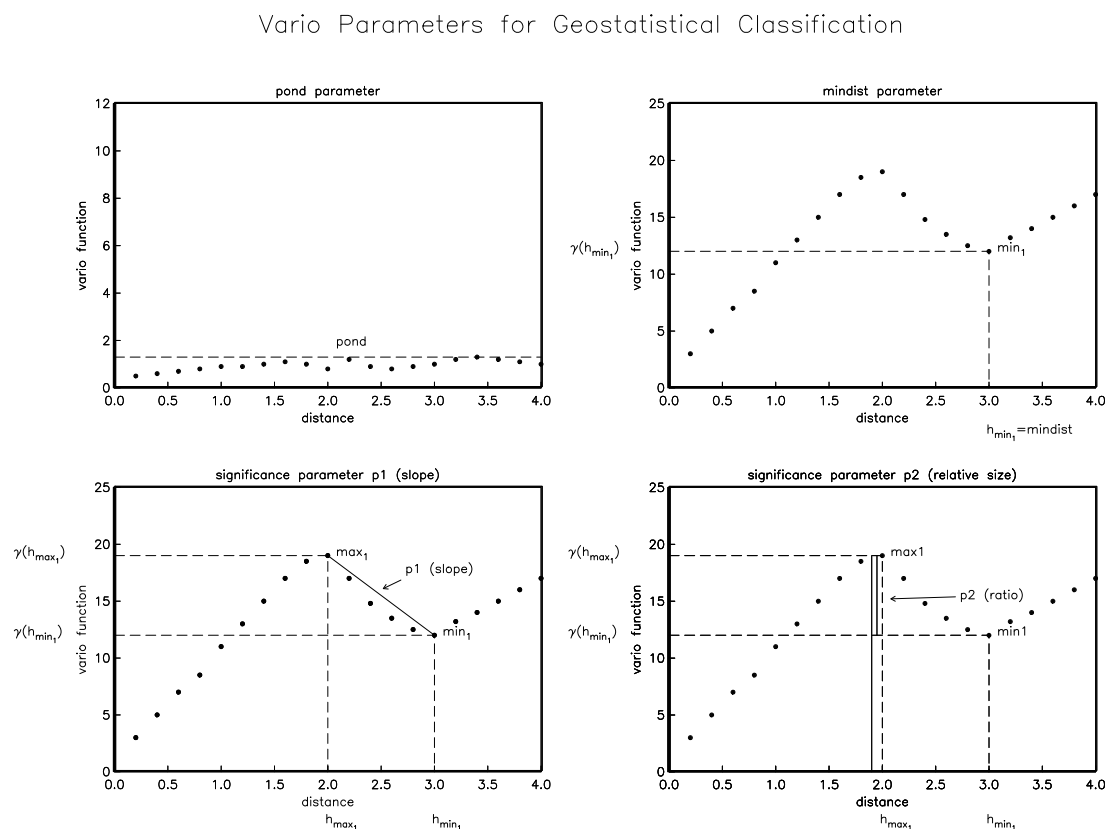 Vario Parameters for Geostatistical Classification
pond parameter
12
10
8
6
4
2
0
vario function
pond
0.0 0.5 1.0 1.5 2.0 2.5 3.0 3.5 4.0
distance
mindist parameter
25
20
15
10
5
0
γ(hmin1)
vario function
min1
0.0 0.5 1.0 1.5 2.0 2.5 3.0 3.5 4.0
distance
hmin1=mindist
significance parameter p1 (slope)
25
20
15
10
5
0
γ(hmax1)
γ(hmin1)
vario function
max1
p1 (slope)
min1
0.0 0.5 1.0 1.5 2.0 2.5 3.0 3.5 4.0
distance
hmax1 hmin1
significance parameter p2 (relative size)
25
20
15
10
5
0
γ(hmax1)
γ(hmin1)
vario function
max1
p2 (ratio)
min1
0.0 0.5 1.0 1.5 2.0 2.5 3.0 3.5 4.0
distance
hmax1 hmin1